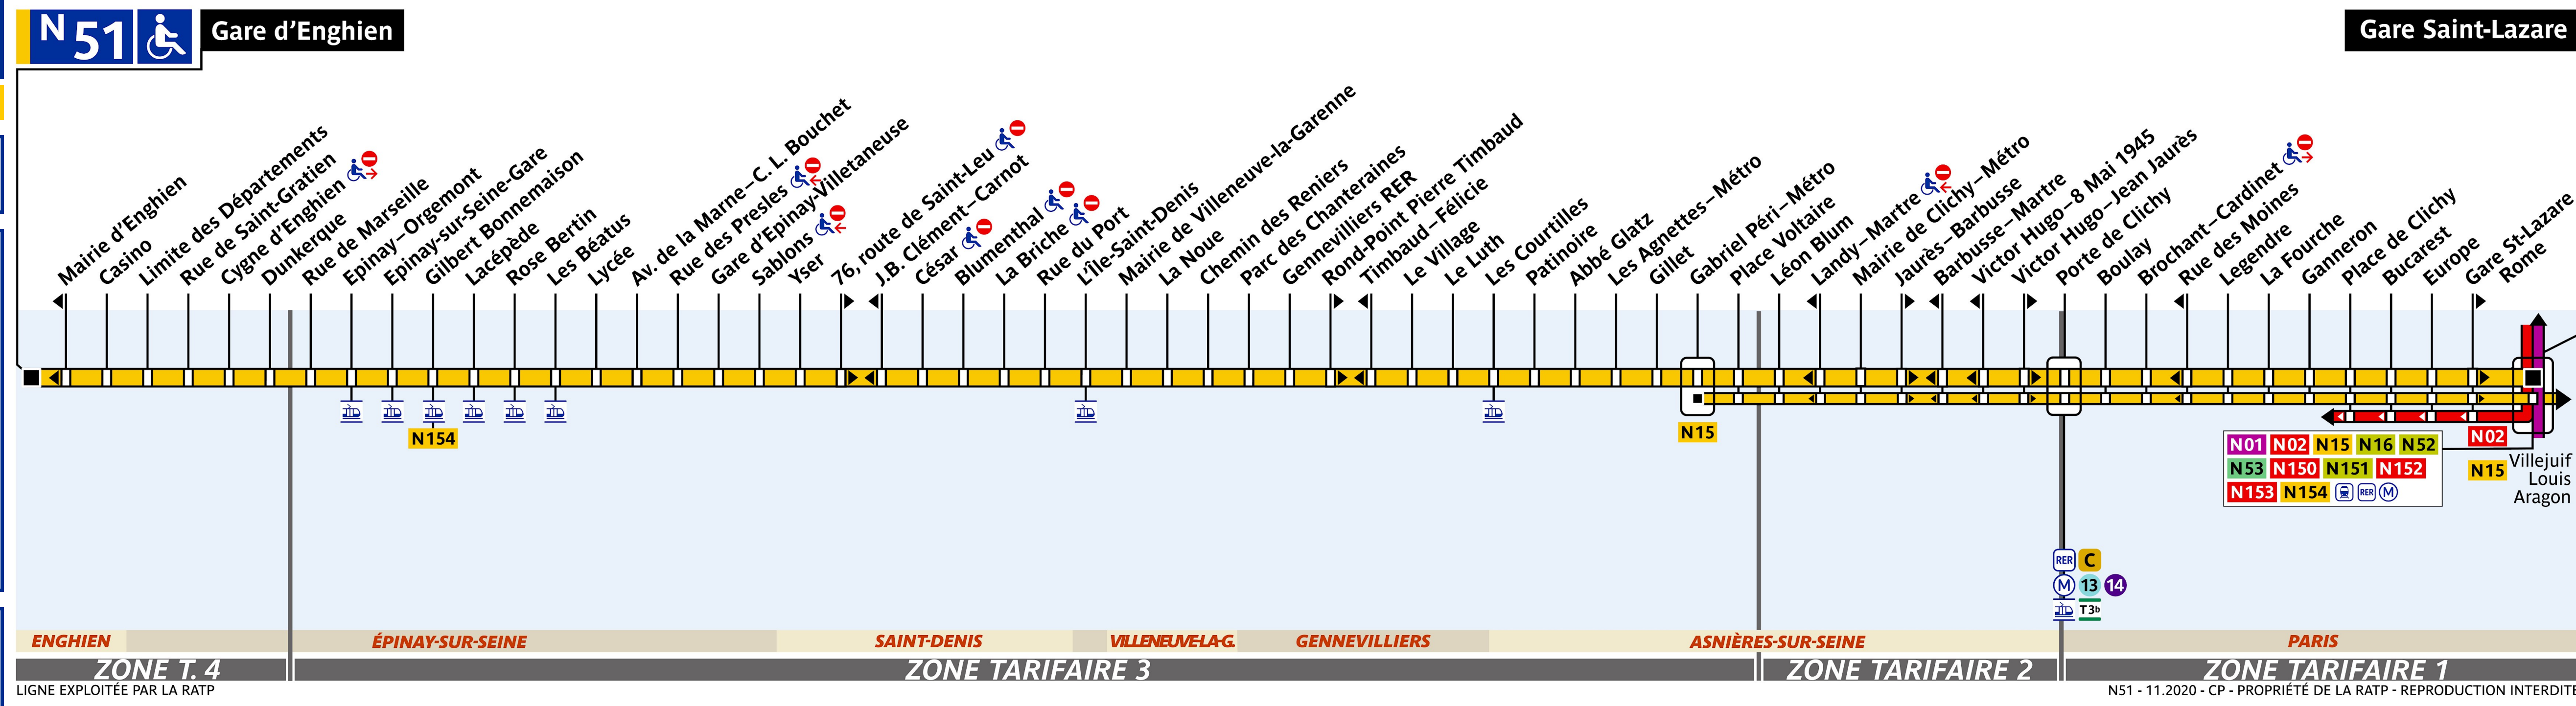 N 51
Gare d'Enghien
Gare Saint-Lazare
Mairie d'Enghien
Casino
Limite des Départements
Rue de Saint-Gratien
Cygne d'Enghien
Dunkerque
Rue de Marseille
Epinay–Orgemont
Epinay-sur-Seine-Gare
Gilbert Bonnemaison
Lacépède
Rose Bertin
Les Béatus
Lycée
Av. de la Marne–C. L. Bouchet
Rue des Presles
Gare d'Epinay-Villetaneuse
Sablons
Yser
76, route de Saint-Leu
J.B. Clément–Carnot
César
Blumenthal
La Briche
Rue du Port
L'Île-Saint-Denis
Mairie de Villeneuve-la-Garenne
La Noue
Chemin des Reniers
Parc des Chanteraines
Gennevilliers RER
Rond-Point Pierre Timbaud
Timbaud–Félicie
Le Village
Le Luth
Les Courtilles
Patinoire
Abbé Glatz
Les Agnettes–Métro
Gillet
Gabriel Péri–Métro
Place Voltaire
Léon Blum
Landy–Martre
Mairie de Clichy–Métro
Jaurès–Barbusse
Barbusse–Martre
Victor Hugo–8 Mai 1945
Victor Hugo–Jean Jaurès
Porte de Clichy
Boulay
Brochant–Cardinet
Rue des Moines
Legendre
La Fourche
Ganneron
Place de Clichy
Bucarest
Europe
Gare St-Lazare
Rome
N154
N15
N02
N15
Villejuif
Louis
Aragon
N01 N02 N15 N16 N52
N53 N150 N151 N152
N153 N154 RER M
RER C
M 13 14
T3b
ENGHIEN
ÉPINAY-SUR-SEINE
SAINT-DENIS
VILLENEUVE-LA-G.
GENNEVILLIERS
ASNIÈRES-SUR-SEINE
PARIS
ZONE T. 4
ZONE TARIFAIRE 3
ZONE TARIFAIRE 2
ZONE TARIFAIRE 1
LIGNE EXPLOITÉE PAR LA RATP
N51 - 11.2020 - CP - PROPRIÉTÉ DE LA RATP - REPRODUCTION INTERDITE